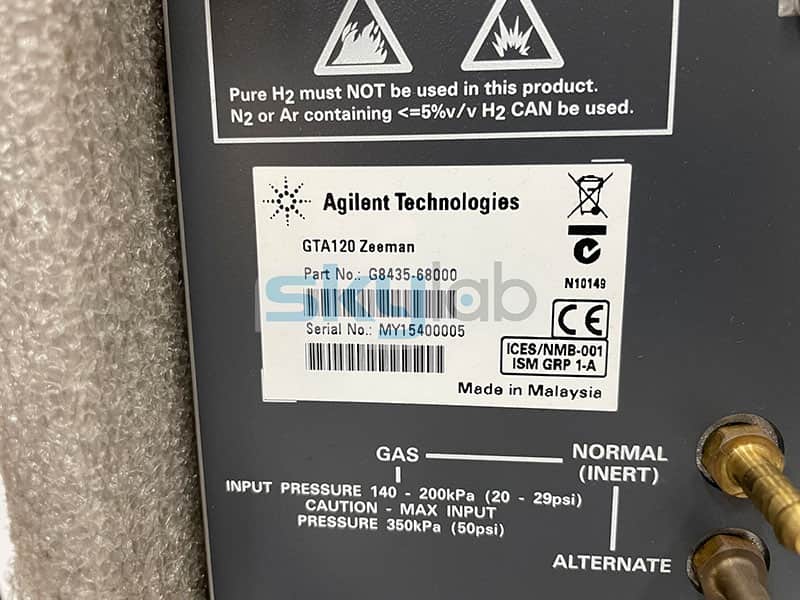 Pure H2 must NOT be used in this product.
N2 or Ar containing <=5%v/v H2 CAN be used.
Agilent Technologies
GTA120 Zeeman
Part No.: G8435-68000
N10149
skylab
Serial No.: MY15400005
CE
ICES/NMB-001
ISM GRP 1-A
Made in Malaysia
GAS
NORMAL
(INERT)
INPUT PRESSURE 140 - 200kPa (20 - 29psi)
CAUTION - MAX INPUT
PRESSURE 350kPa (50psi)
ALTERNATE